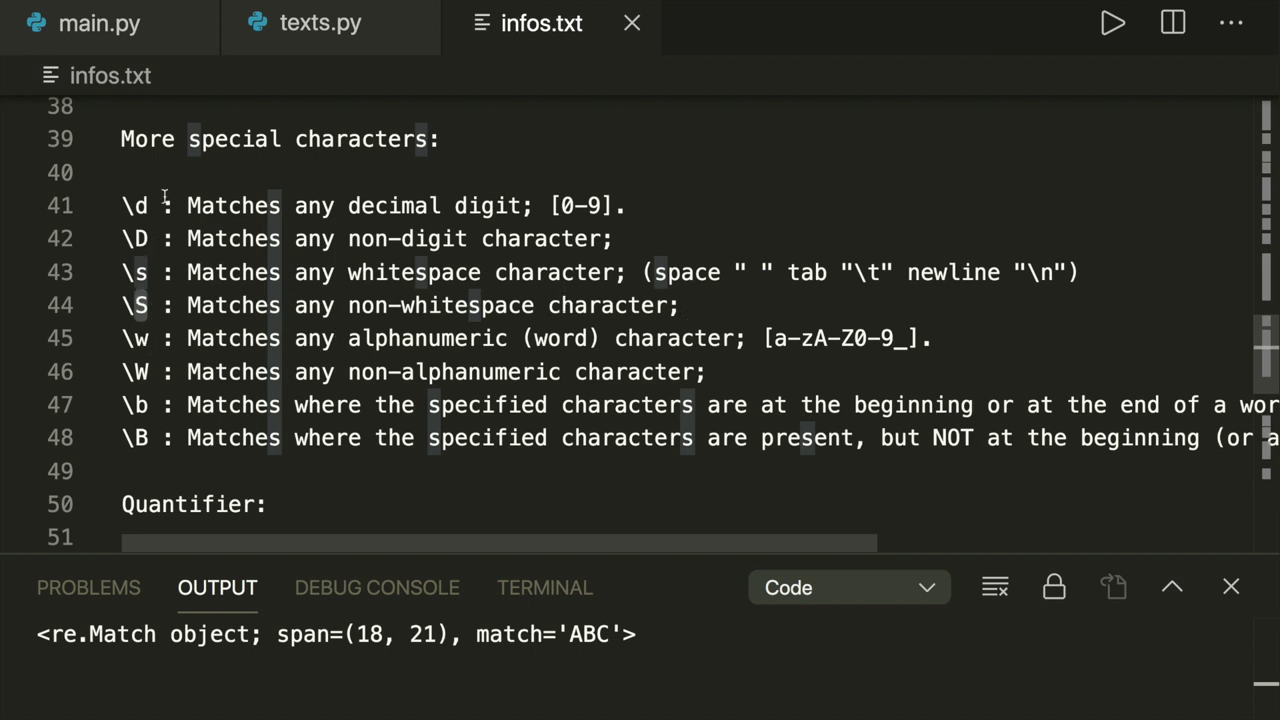 main.py texts.py infos.txt
infos.txt
38
39 More special characters:
40
41 \d : Matches any decimal digit; [0-9].
42 \D : Matches any non-digit character;
43 \s : Matches any whitespace character; (space " " tab "\t" newline "\n")
44 \S : Matches any non-whitespace character;
45 \w : Matches any alphanumeric (word) character; [a-zA-Z0-9_].
46 \W : Matches any non-alphanumeric character;
47 \b : Matches where the specified characters are at the beginning or at the end of a wor
48 \B : Matches where the specified characters are present, but NOT at the beginning (or a
49
50 Quantifier:
51
PROBLEMS OUTPUT DEBUG CONSOLE TERMINAL Code
<re.Match object; span=(18, 21), match='ABC'>